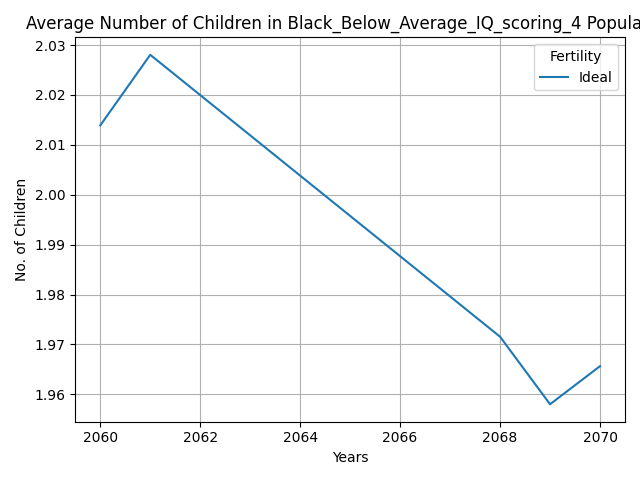 Average Number of Children in Black_Below_Average_IQ_scoring_4 Popula
2.03
2.02
2.01
2.00
1.99
1.98
1.97
1.96
No. of Children
Fertility
Ideal
2060
2062
2064
2066
2068
2070
Years